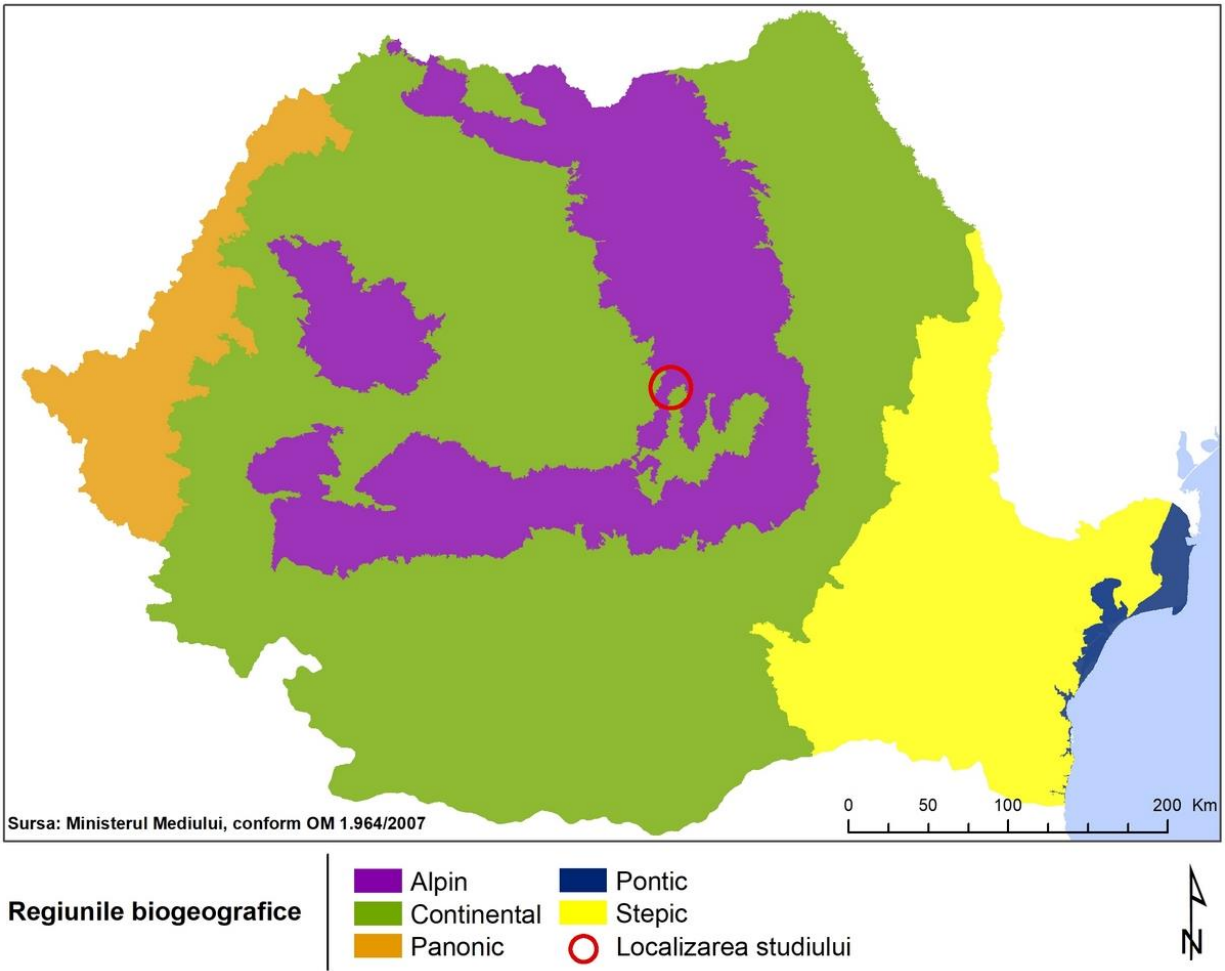 0 50 100 200 Km
Sursa: Ministerul Mediului, conform OM 1.964/2007
Regiunile biogeografice
Alpin
Continental
Panonic
Pontic
Stepic
Localizarea studiului
N